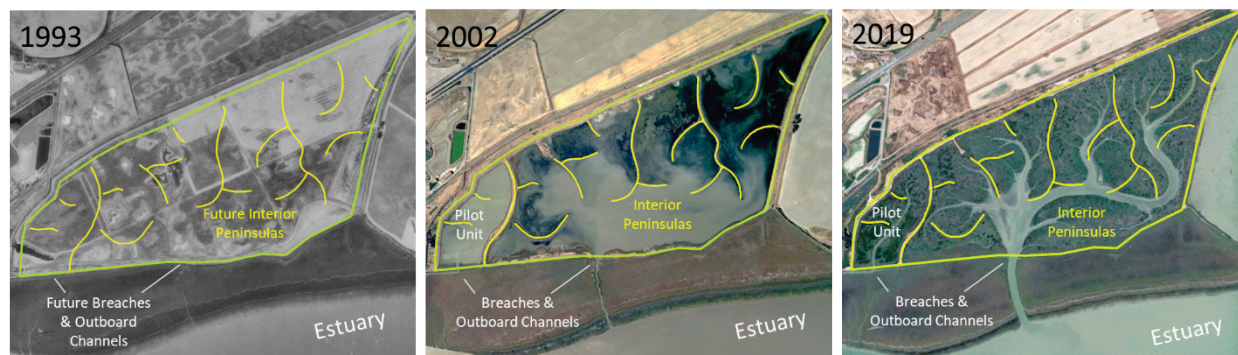 1993
Future Interior
Peninsulas
Future Breaches
& Outboard
Channels
Estuary
2002
Pilot
Unit
Interior
Peninsulas
Breaches &
Outboard Channels
Estuary
2019
Pilot
Unit
Interior
Peninsulas
Breaches &
Outboard Channels
Estuary